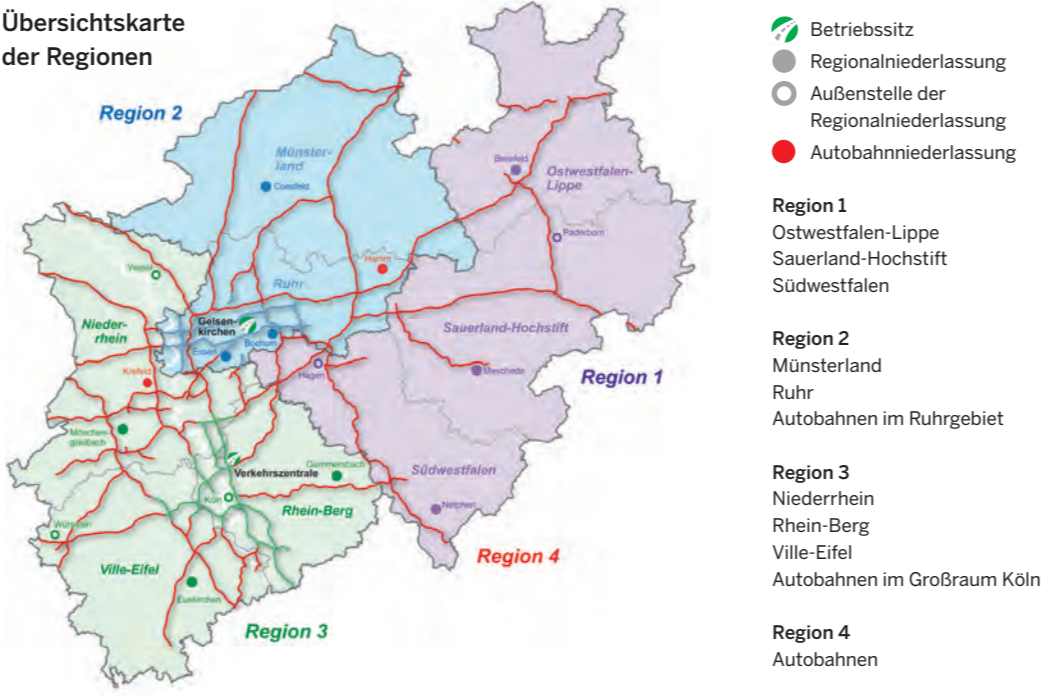 Übersichtskarte
der Regionen
Region 2
Münster-
land
Coesfeld
Bielefeld
Ostwestfalen-
Lippe
Paderborn
Hamm
Wesel
Ruhr
Gelsen-
kirchen
Nieder-
rhein
Bochum
Essen
Sauerland-Hochstift
Krefeld
Hagen
Meschede
Region 1
Mönchen-
gladbach
Gummersbach
Verkehrszentrale
Südwestfalen
Köln
Netphen
Rhein-Berg
Würselen
Region 4
Ville-Eifel
Euskirchen
Region 3
Betriebssitz
Regionalniederlassung
Außenstelle der
Regionalniederlassung
Autobahnniederlassung
Region 1
Ostwestfalen-Lippe
Sauerland-Hochstift
Südwestfalen
Region 2
Münsterland
Ruhr
Autobahnen im Ruhrgebiet
Region 3
Niederrhein
Rhein-Berg
Ville-Eifel
Autobahnen im Großraum Köln
Region 4
Autobahnen